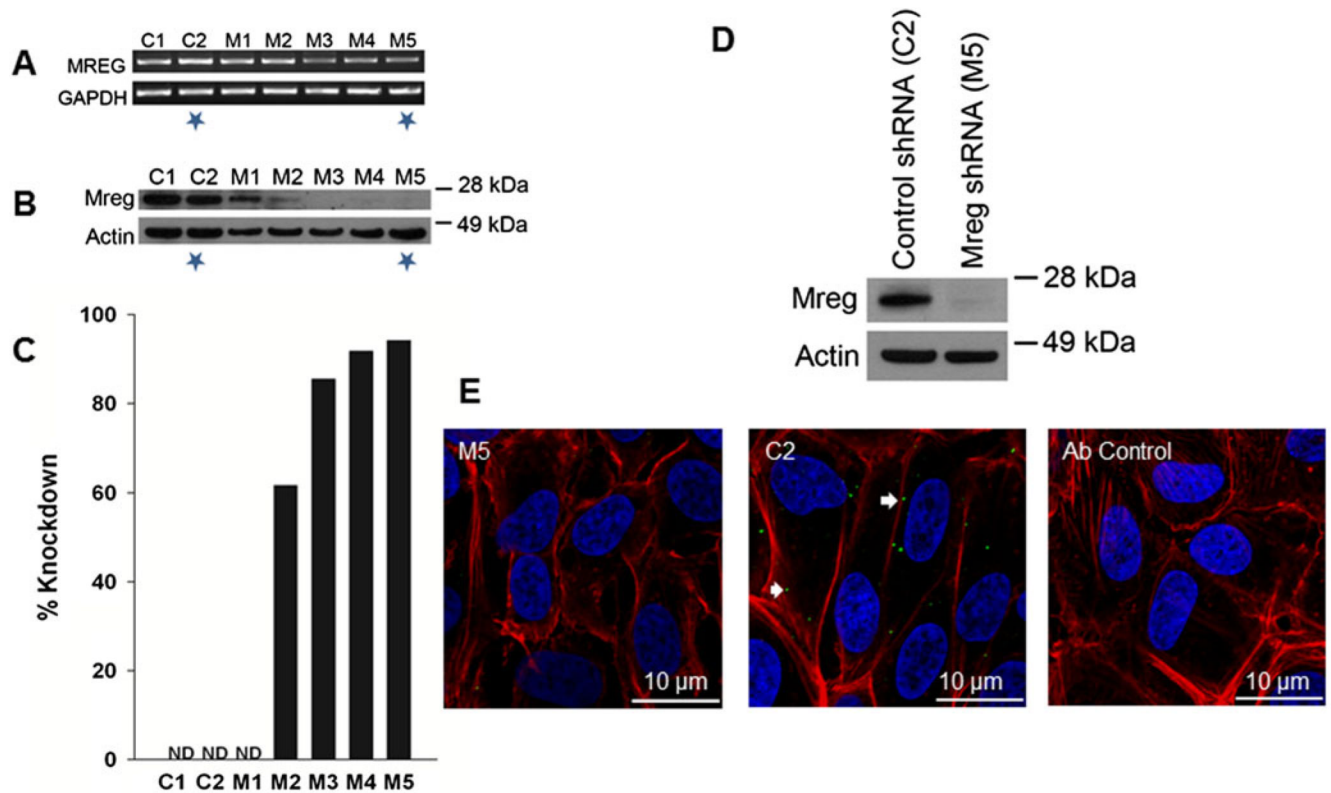 A
C1 C2 M1 M2 M3 M4 M5
MREG
GAPDH
B
C1 C2 M1 M2 M3 M4 M5
Mreg
28 kDa
Actin
49 kDa
C
100
80
60
40
20
0
% Knockdown
ND ND ND
C1 C2 M1 M2 M3 M4 M5
D
Control shRNA (C2)
Mreg shRNA (M5)
Mreg
28 kDa
Actin
49 kDa
E
M5
10 µm
C2
10 µm
Ab Control
10 µm